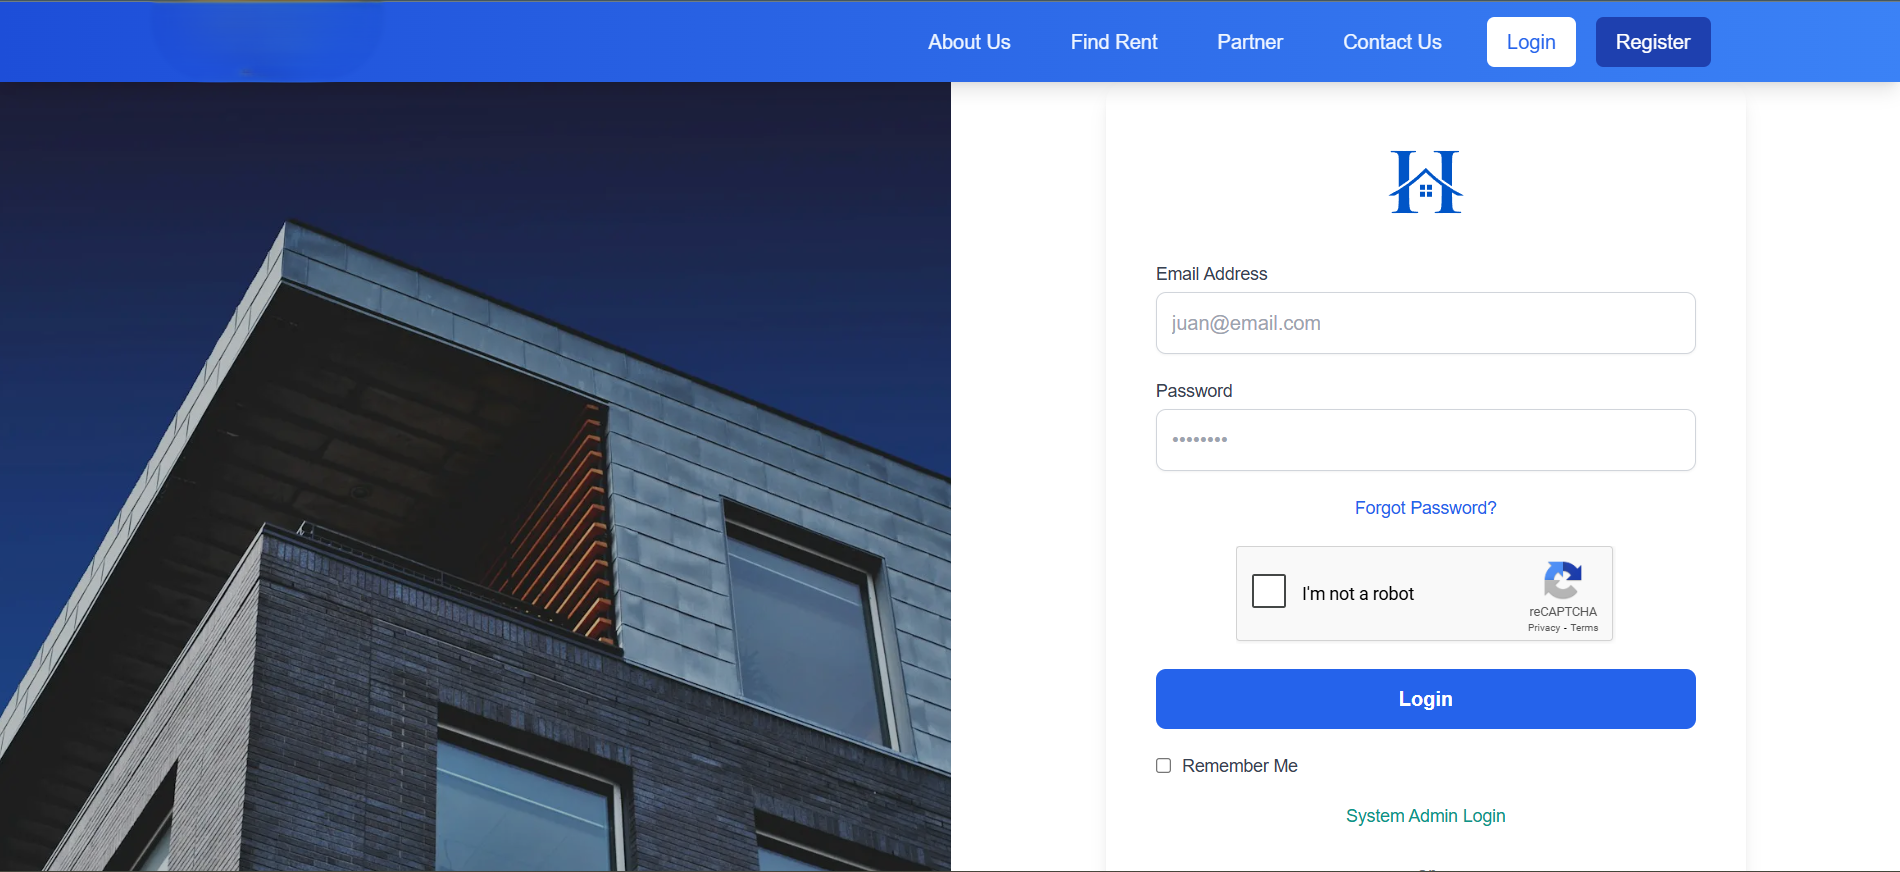 About Us
Find Rent
Partner
Contact Us
Login
Register
H
Email Address
juan@email.com
Password
Forgot Password?
I'm not a robot
reCAPTCHA
Privacy - Terms
Login
Remember Me
System Admin Login